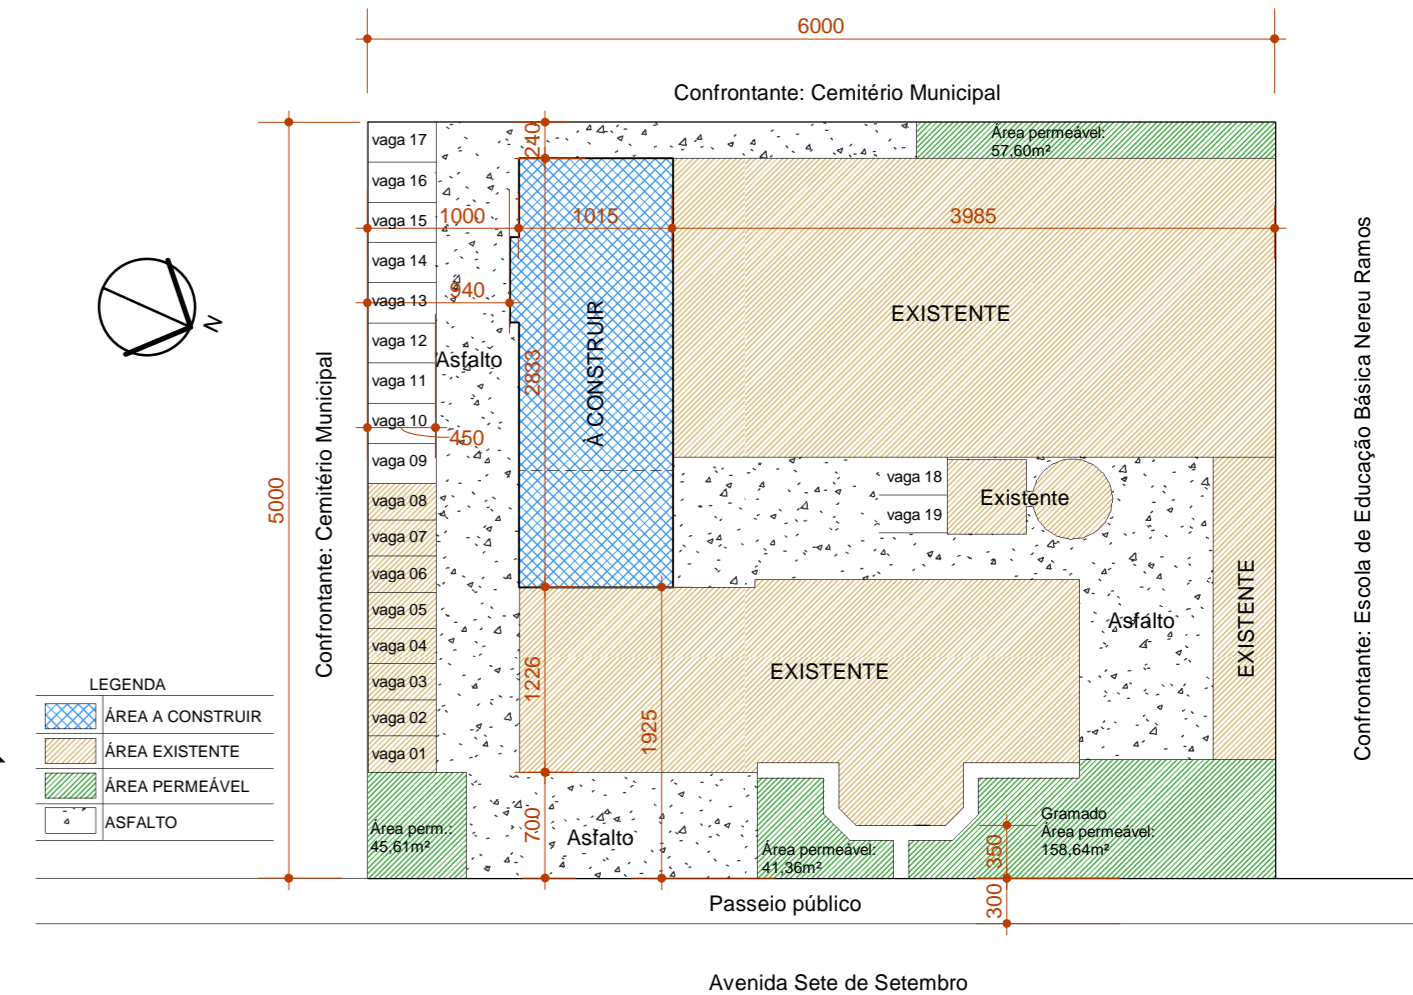 6000
Confrontante: Cemitério Municipal
240
Área permeável:
57,60m²
vaga 17
vaga 16
vaga 15
vaga 14
vaga 13
vaga 12
vaga 11
vaga 10
vaga 09
vaga 08
vaga 07
vaga 06
vaga 05
vaga 04
vaga 03
vaga 02
vaga 01
1000
1015
3985
940
Asfalto
2833
À CONSTRUIR
EXISTENTE
450
5000
Confrontante: Cemitério Municipal
N
vaga 18
vaga 19
Existente
Confrontante: Escola de Educação Básica Nereu Ramos
EXISTENTE
Asfalto
EXISTENTE
1226
1925
LEGENDA
ÁREA A CONSTRUIR
ÁREA EXISTENTE
ÁREA PERMEÁVEL
ASFALTO
Área perm.:
45,61m²
700
Asfalto
Área permeável:
41,36m²
Gramado
Área permeável:
158,64m²
350
300
Passeio público
Avenida Sete de Setembro